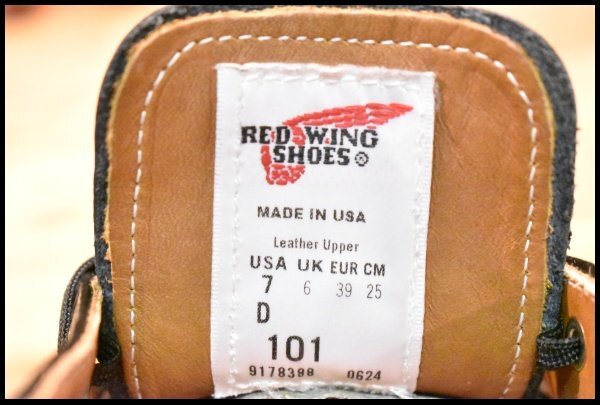 RED WING
SHOES ®
MADE IN USA
Leather Upper
USA UK EUR CM
7 6 39 25
D
101
9178398 0624